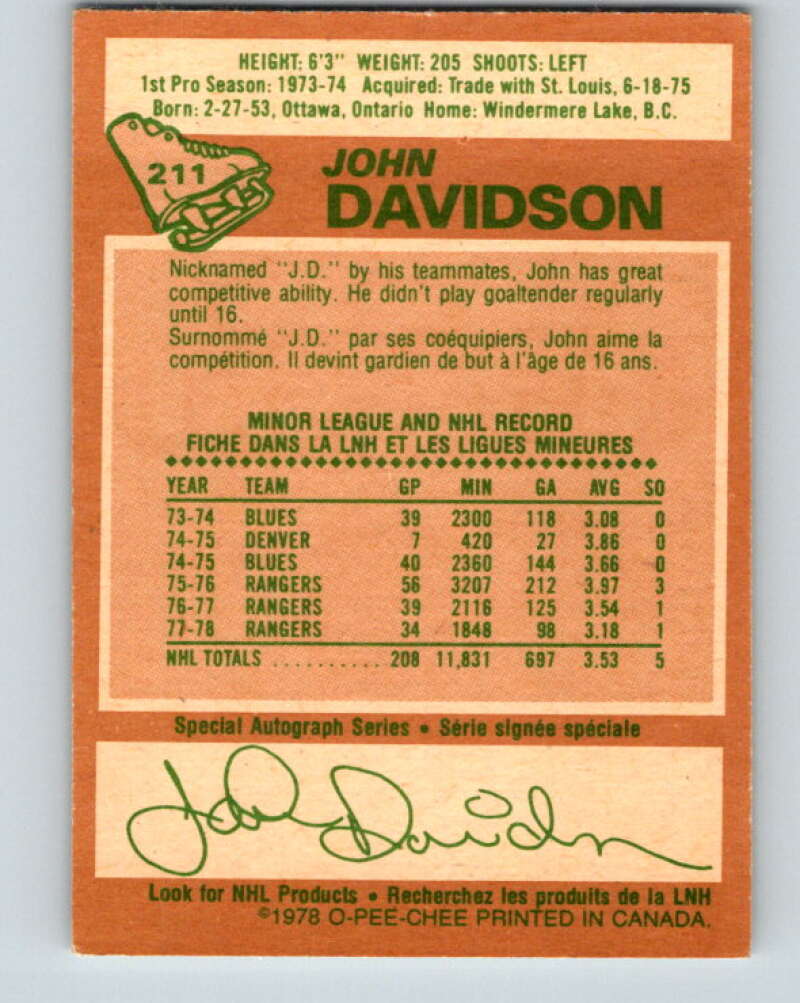 HEIGHT: 6'3" WEIGHT: 205 SHOOTS: LEFT
1st Pro Season: 1973-74 Acquired: Trade with St. Louis, 6-18-75
Born: 2-27-53, Ottawa, Ontario Home: Windermere Lake, B.C.
211
JOHN
DAVIDSON
Nicknamed "J.D." by his teammates, John has great
competitive ability. He didn't play goaltender regularly
until 16.
Surnommé "J.D." par ses coéquipiers, John aime la
compétition. Il devint gardien de but à l'âge de 16 ans.
MINOR LEAGUE AND NHL RECORD
FICHE DANS LA LNH ET LES LIGUES MINEURES
YEAR TEAM GP MIN GA AVG SO
73-74 BLUES 39 2300 118 3.08 0
74-75 DENVER 7 420 27 3.86 0
74-75 BLUES 40 2360 144 3.66 0
75-76 RANGERS 56 3207 212 3.97 3
76-77 RANGERS 39 2116 125 3.54 1
77-78 RANGERS 34 1848 98 3.18 1
NHL TOTALS .......... 208 11,831 697 3.53 5
Special Autograph Series • Série signée spéciale
John Davidson
Look for NHL Products • Recherchez les produits de la LNH
©1978 O-PEE-CHEE PRINTED IN CANADA.